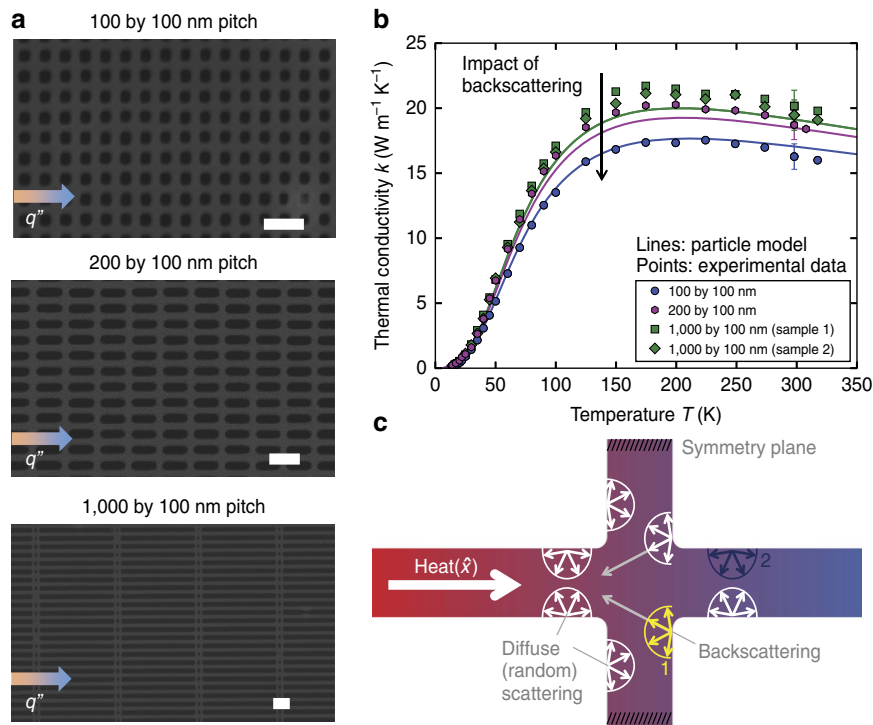 a
100 by 100 nm pitch
q”
200 by 100 nm pitch
q”
1,000 by 100 nm pitch
q”
b
Thermal conductivity k (W m⁻¹ K⁻¹)
25
20
15
10
5
0
Impact of
backscattering
Lines: particle model
Points: experimental data
100 by 100 nm
200 by 100 nm
1,000 by 100 nm (sample 1)
1,000 by 100 nm (sample 2)
0 50 100 150 200 250 300 350
Temperature T (K)
c
Symmetry plane
Heat(x̂)
2
Diffuse
(random)
scattering
1
Backscattering